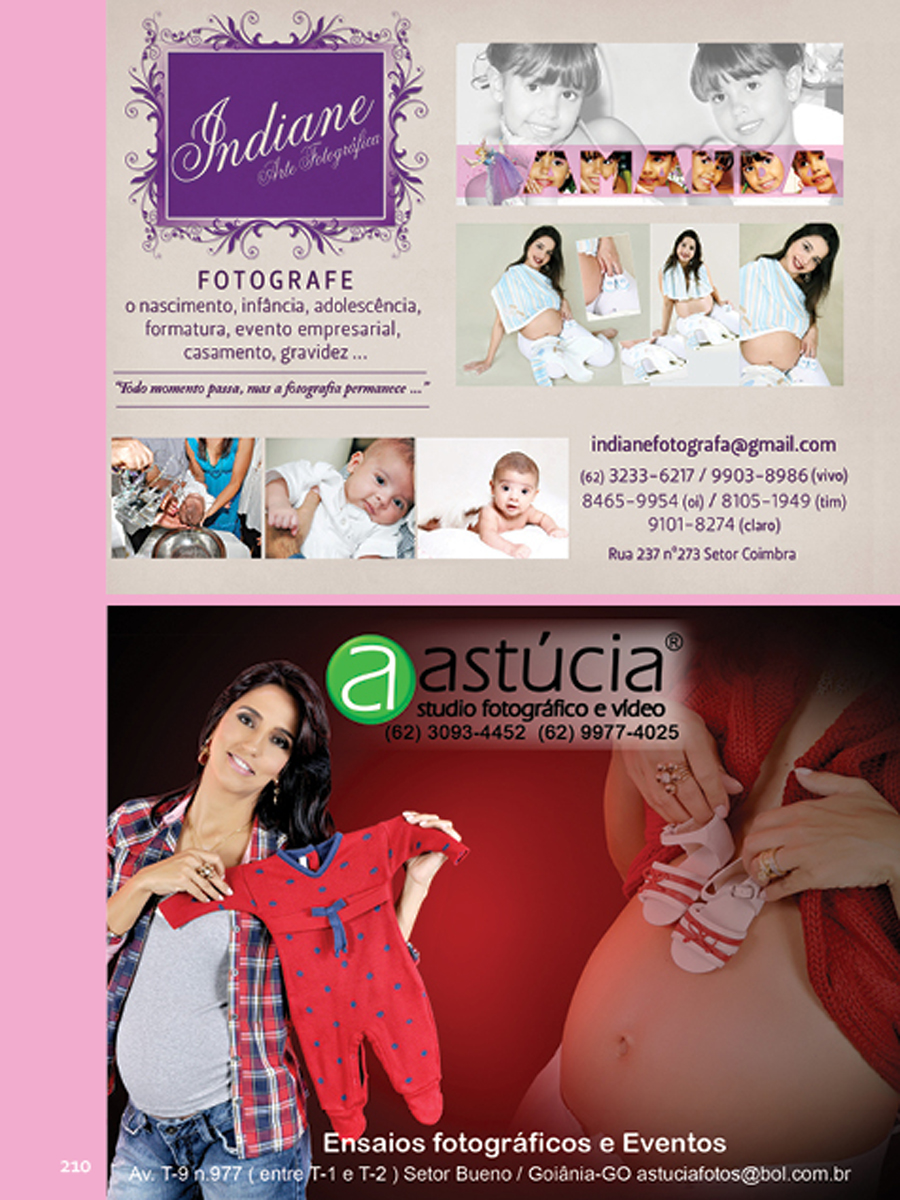 Indiane
Arte Fotográfica
FOTOGRAFE
o nascimento, infância, adolescência,
formatura, evento empresarial,
casamento, gravidez ...
"Todo momento passa, mas a fotografia permanece ..."
AMANDA
indianefotografa@gmail.com
(62) 3233-6217 / 9903-8986 (vivo)
8465-9954 (oi) / 8105-1949 (tim)
9101-8274 (claro)
Rua 237 nº273 Setor Coimbra
a astúcia®
studio fotográfico e vídeo
(62) 3093-4452 (62) 9977-4025
Ensaios fotográficos e Eventos
Av. T-9 n.977 ( entre T-1 e T-2 ) Setor Bueno / Goiânia-GO astuciafotos@bol.com.br
210